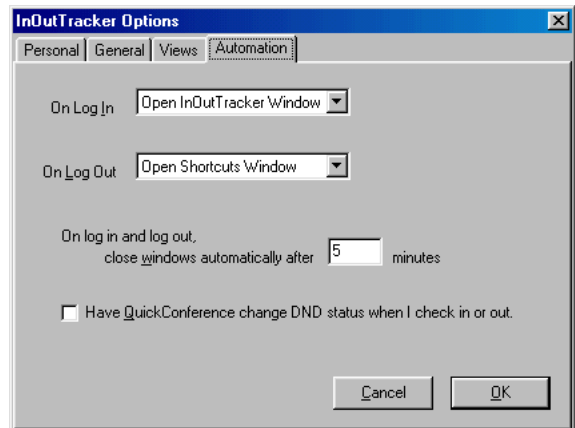 InOutTracker Options
Personal General Views Automation
On Log In Open InOutTracker Window
On Log Out Open Shortcuts Window
On log in and log out,
close windows automatically after 5 minutes
Have QuickConference change DND status when I check in or out.
Cancel OK